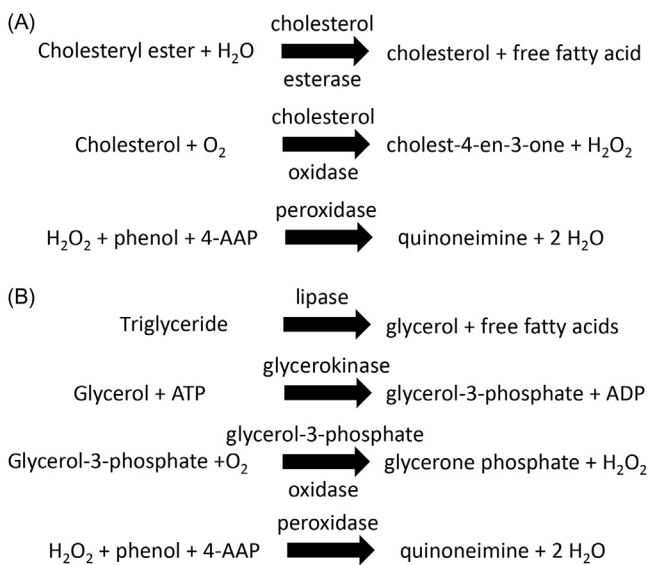 (A)
cholesterol
Cholesteryl ester + H₂O
cholesterol + free fatty acid
esterase
cholesterol
Cholesterol + O₂
cholest-4-en-3-one + H₂O₂
oxidase
peroxidase
H₂O₂ + phenol + 4-AAP
quinoneimine + 2 H₂O
(B)
lipase
Triglyceride
glycerol + free fatty acids
glycerokinase
Glycerol + ATP
glycerol-3-phosphate + ADP
glycerol-3-phosphate
Glycerol-3-phosphate +O₂
glycerone phosphate + H₂O₂
oxidase
peroxidase
H₂O₂ + phenol + 4-AAP
quinoneimine + 2 H₂O